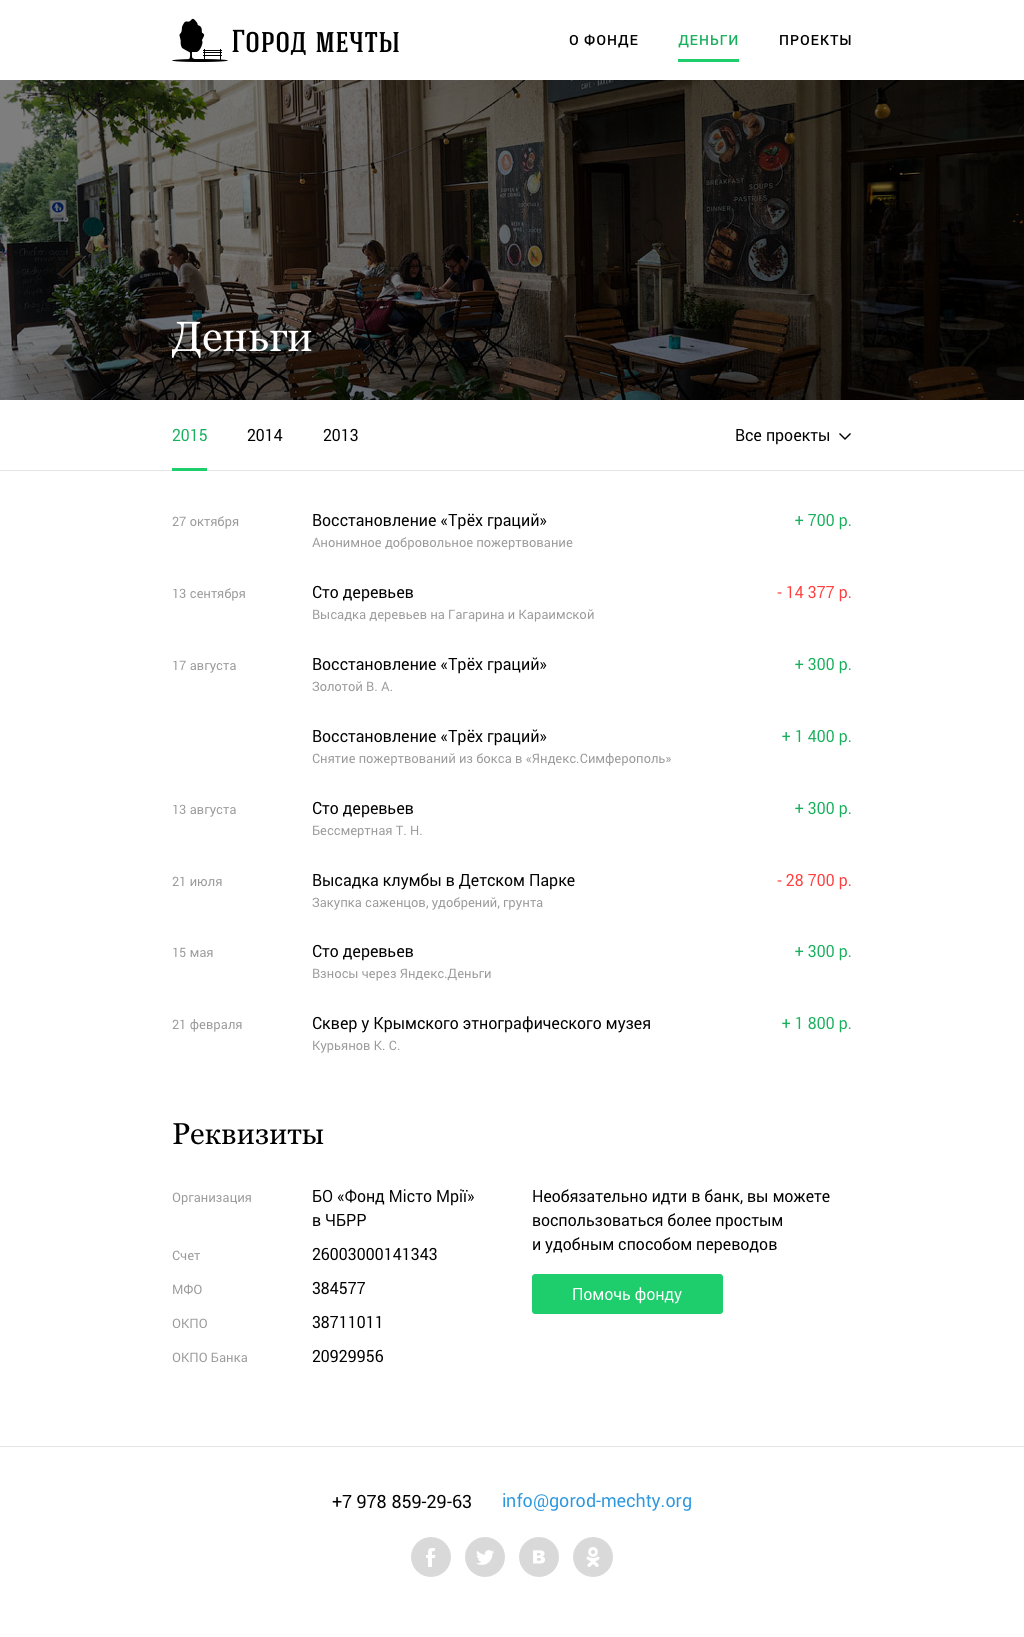 Город мечты
О ФОНДЕ
ДЕНЬГИ
ПРОЕКТЫ
BREAKFAST
SOUPS
PASTRIES
DINNER
Деньги
2015
2014
2013
Все проекты
27 октября
Восстановление «Трёх граций»
+ 700 р.
Анонимное добровольное пожертвование
13 сентября
Сто деревьев
- 14 377 р.
Высадка деревьев на Гагарина и Караимской
17 августа
Восстановление «Трёх граций»
+ 300 р.
Золотой В. А.
Восстановление «Трёх граций»
+ 1 400 р.
Снятие пожертвований из бокса в «Яндекс.Симферополь»
13 августа
Сто деревьев
+ 300 р.
Бессмертная Т. Н.
21 июля
Высадка клумбы в Детском Парке
- 28 700 р.
Закупка саженцов, удобрений, грунта
15 мая
Сто деревьев
+ 300 р.
Взносы через Яндекс.Деньги
21 февраля
Сквер у Крымского этнографического музея
+ 1 800 р.
Курьянов К. С.
Реквизиты
Организация
БО «Фонд Місто Мрії»
в ЧБРР
Счет
26003000141343
МФО
384577
ОКПО
38711011
ОКПО Банка
20929956
Необязательно идти в банк, вы можете
воспользоваться более простым
и удобным способом переводов
Помочь фонду
+7 978 859-29-63
info@gorod-mechty.org